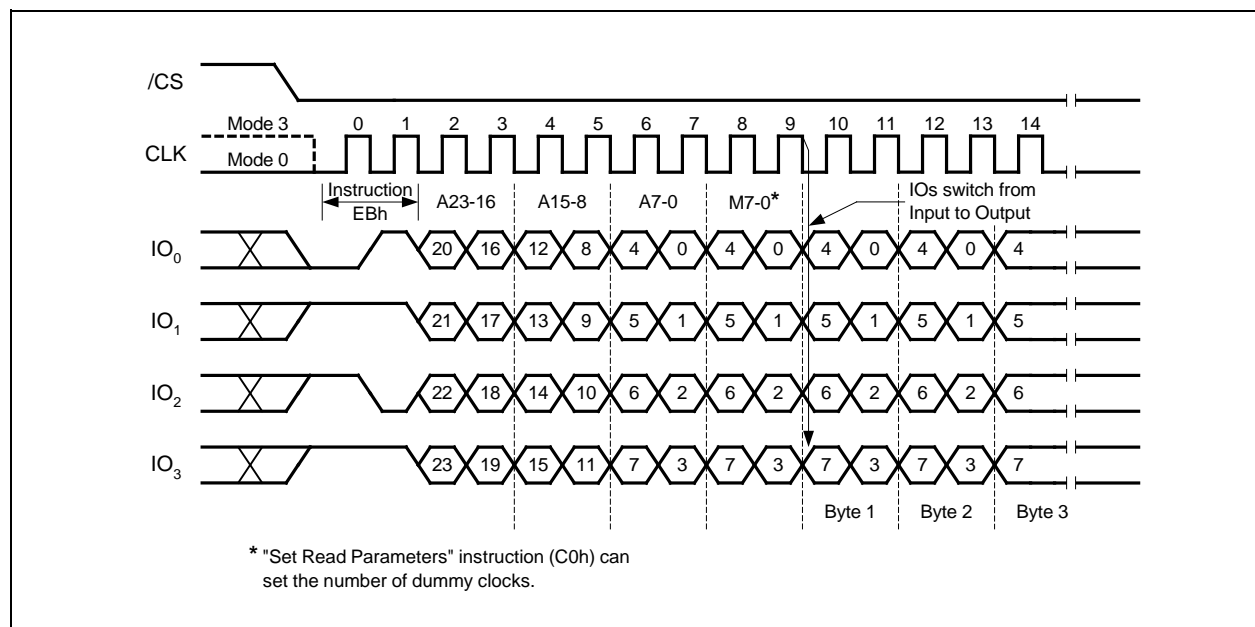 /CS
Mode 3
0 1 2 3 4 5 6 7 8 9 10 11 12 13 14
CLK
Mode 0
Instruction
EBh
A23-16 A15-8 A7-0 M7-0*
IOs switch from
Input to Output
IO0 20 16 12 8 4 0 4 0 4 0 4 0 4
IO1 21 17 13 9 5 1 5 1 5 1 5 1 5
IO2 22 18 14 10 6 2 6 2 6 2 6 2 6
IO3 23 19 15 11 7 3 7 3 7 3 7 3 7
Byte 1 Byte 2 Byte 3
* "Set Read Parameters" instruction (C0h) can
set the number of dummy clocks.